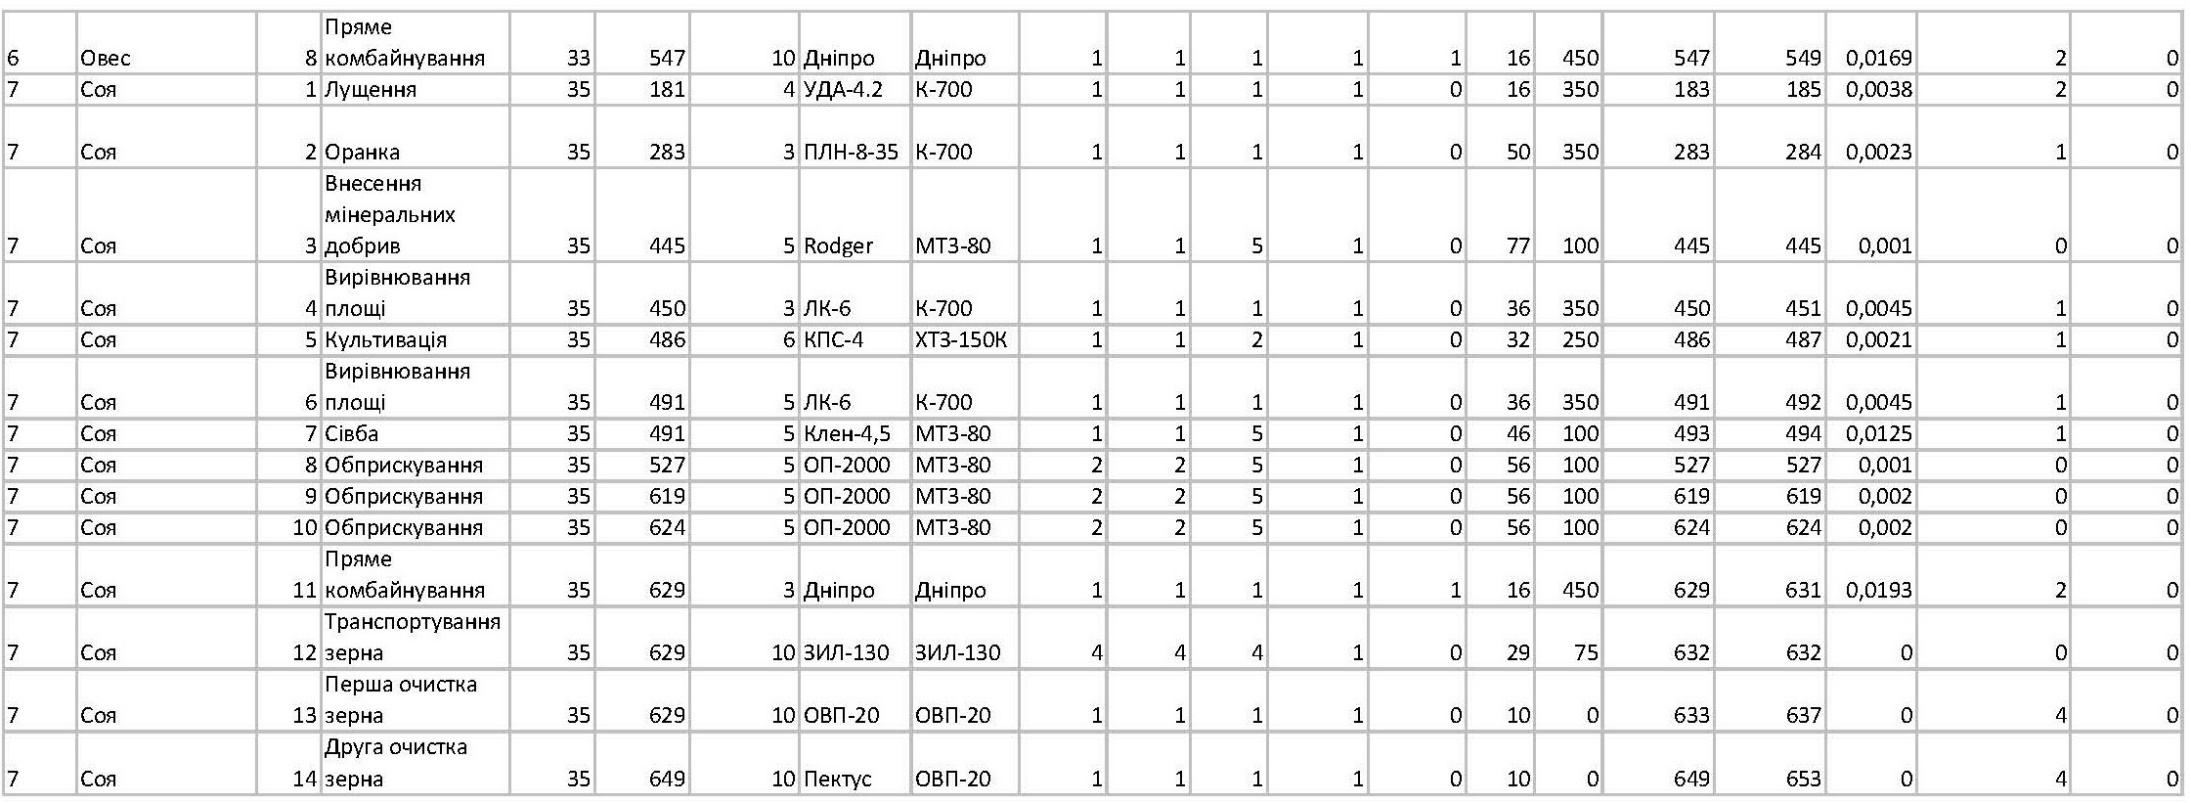 Пряме
6 Овес 8 комбайнування 33 547 10 Дніпро Дніпро 1 1 1 1 1 16 450 547 549 0,0169 2 0
7 Соя 1 Лущення 35 181 4 УДА-4.2 К-700 1 1 1 1 0 16 350 183 185 0,0038 2 0
7 Соя 2 Оранка 35 283 3 ПЛН-8-35 К-700 1 1 1 1 0 50 350 283 284 0,0023 1 0
Внесення
мінеральних
7 Соя 3 добрив 35 445 5 Rodger МТЗ-80 1 1 5 1 0 77 100 445 445 0,001 0 0
Вирівнювання
7 Соя 4 площі 35 450 3 ЛК-6 К-700 1 1 1 1 0 36 350 450 451 0,0045 1 0
7 Соя 5 Культивація 35 486 6 КПС-4 ХТЗ-150К 1 1 2 1 0 32 250 486 487 0,0021 1 0
Вирівнювання
7 Соя 6 площі 35 491 5 ЛК-6 К-700 1 1 1 1 0 36 350 491 492 0,0045 1 0
7 Соя 7 Сівба 35 491 5 Клен-4,5 МТЗ-80 1 1 5 1 0 46 100 493 494 0,0125 1 0
7 Соя 8 Обприскування 35 527 5 ОП-2000 МТЗ-80 2 2 5 1 0 56 100 527 527 0,001 0 0
7 Соя 9 Обприскування 35 619 5 ОП-2000 МТЗ-80 2 2 5 1 0 56 100 619 619 0,002 0 0
7 Соя 10 Обприскування 35 624 5 ОП-2000 МТЗ-80 2 2 5 1 0 56 100 624 624 0,002 0 0
Пряме
7 Соя 11 комбайнування 35 629 3 Дніпро Дніпро 1 1 1 1 1 16 450 629 631 0,0193 2 0
Транспортування
7 Соя 12 зерна 35 629 10 ЗИЛ-130 ЗИЛ-130 4 4 4 1 0 29 75 632 632 0 0 0
Перша очистка
7 Соя 13 зерна 35 629 10 ОВП-20 ОВП-20 1 1 1 1 0 10 0 633 637 0 4 0
Друга очистка
7 Соя 14 зерна 35 649 10 Пектус ОВП-20 1 1 1 1 0 10 0 649 653 0 4 0